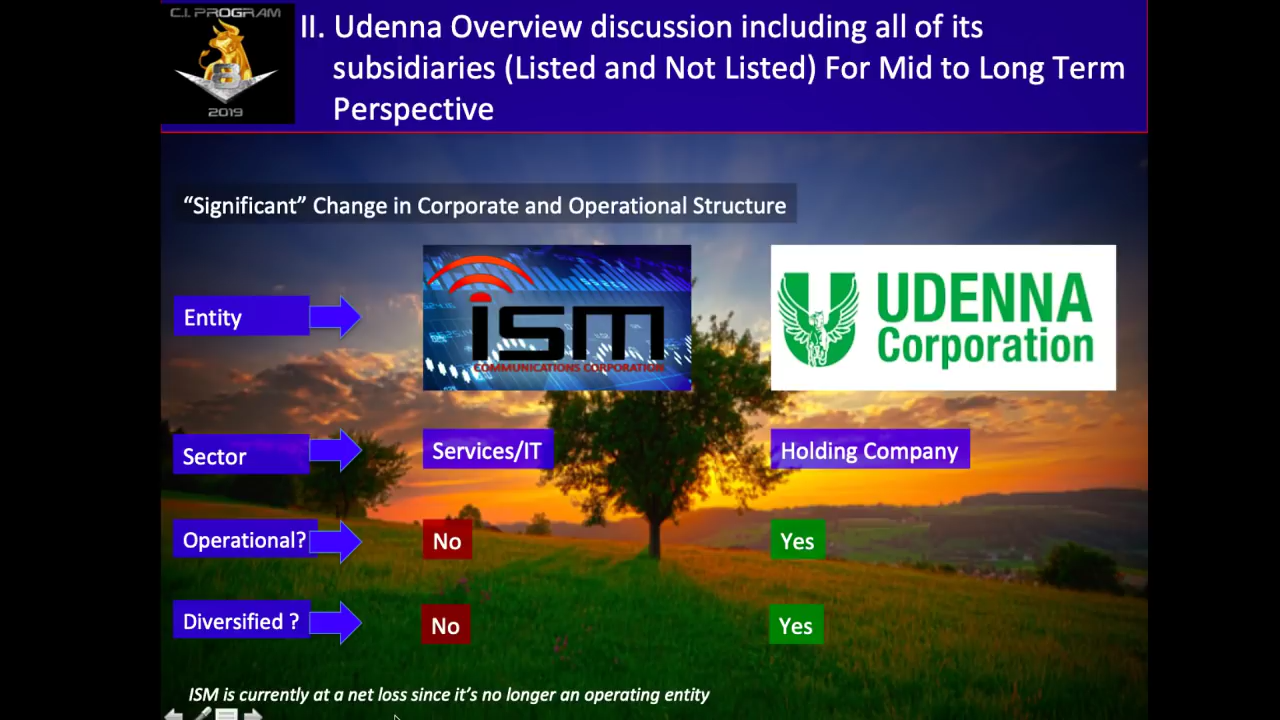 C.I. PROGRAM
8
2019
II. Udenna Overview discussion including all of its
subsidiaries (Listed and Not Listed) For Mid to Long Term
Perspective
“Significant” Change in Corporate and Operational Structure
Entity
ism
COMMUNICATIONS CORPORATION
UDENNA
Corporation
Sector
Services/IT
Holding Company
Operational?
No
Yes
Diversified ?
No
Yes
ISM is currently at a net loss since it’s no longer an operating entity